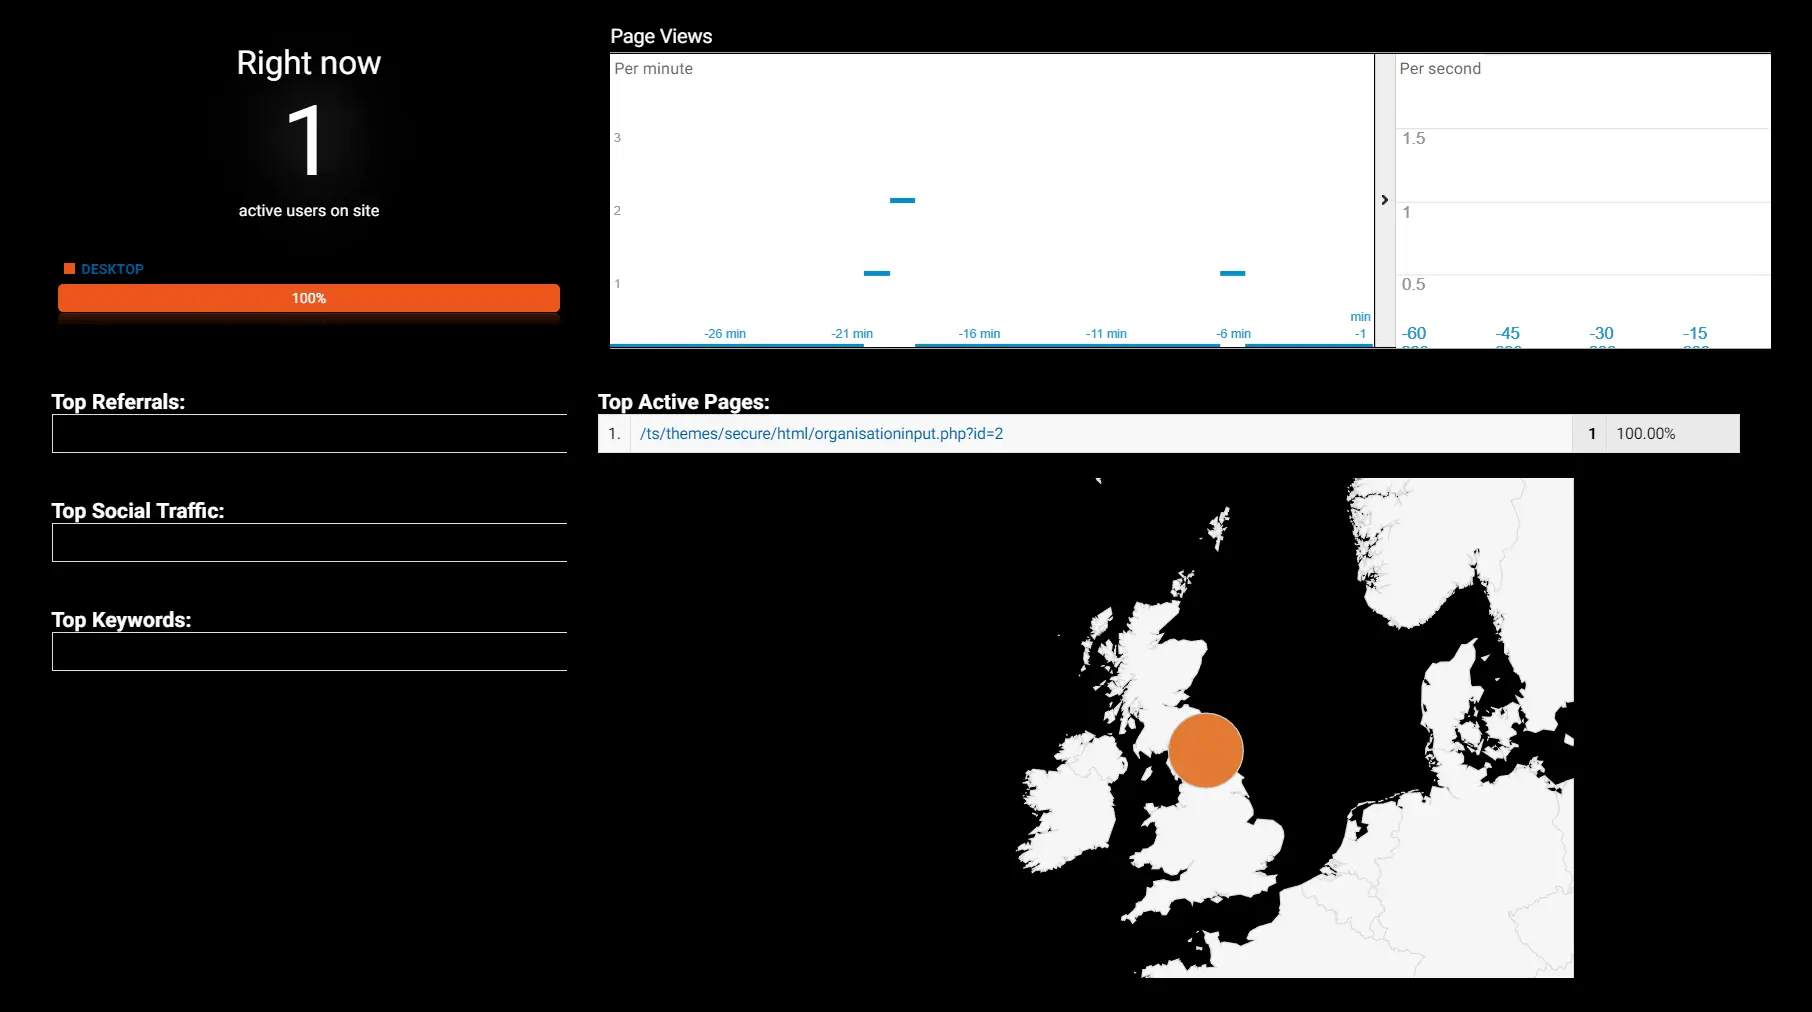 Right now
1
active users on site
DESKTOP
100%
Page Views
Per minute
3
2
1
-26 min
-21 min
-16 min
-11 min
-6 min
min
-1
Per second
1.5
1
0.5
-60
-45
-30
-15
Top Referrals:
Top Social Traffic:
Top Keywords:
Top Active Pages:
1. /ts/themes/secure/html/organisationinput.php?id=2 1 100.00%